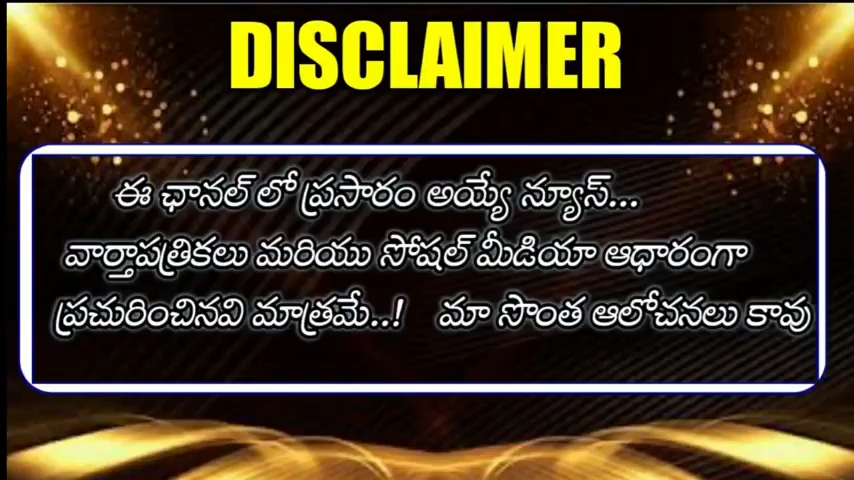 DISCLAIMER
ఈ ఛానల్ లో ప్రసారం అయ్యే న్యూస్...
వార్తాపత్రికలు మరియు సోషల్ మీడియా ఆధారంగా
ప్రచురించినవి మాత్రమే..! మా సొంత ఆలోచనలు కావు